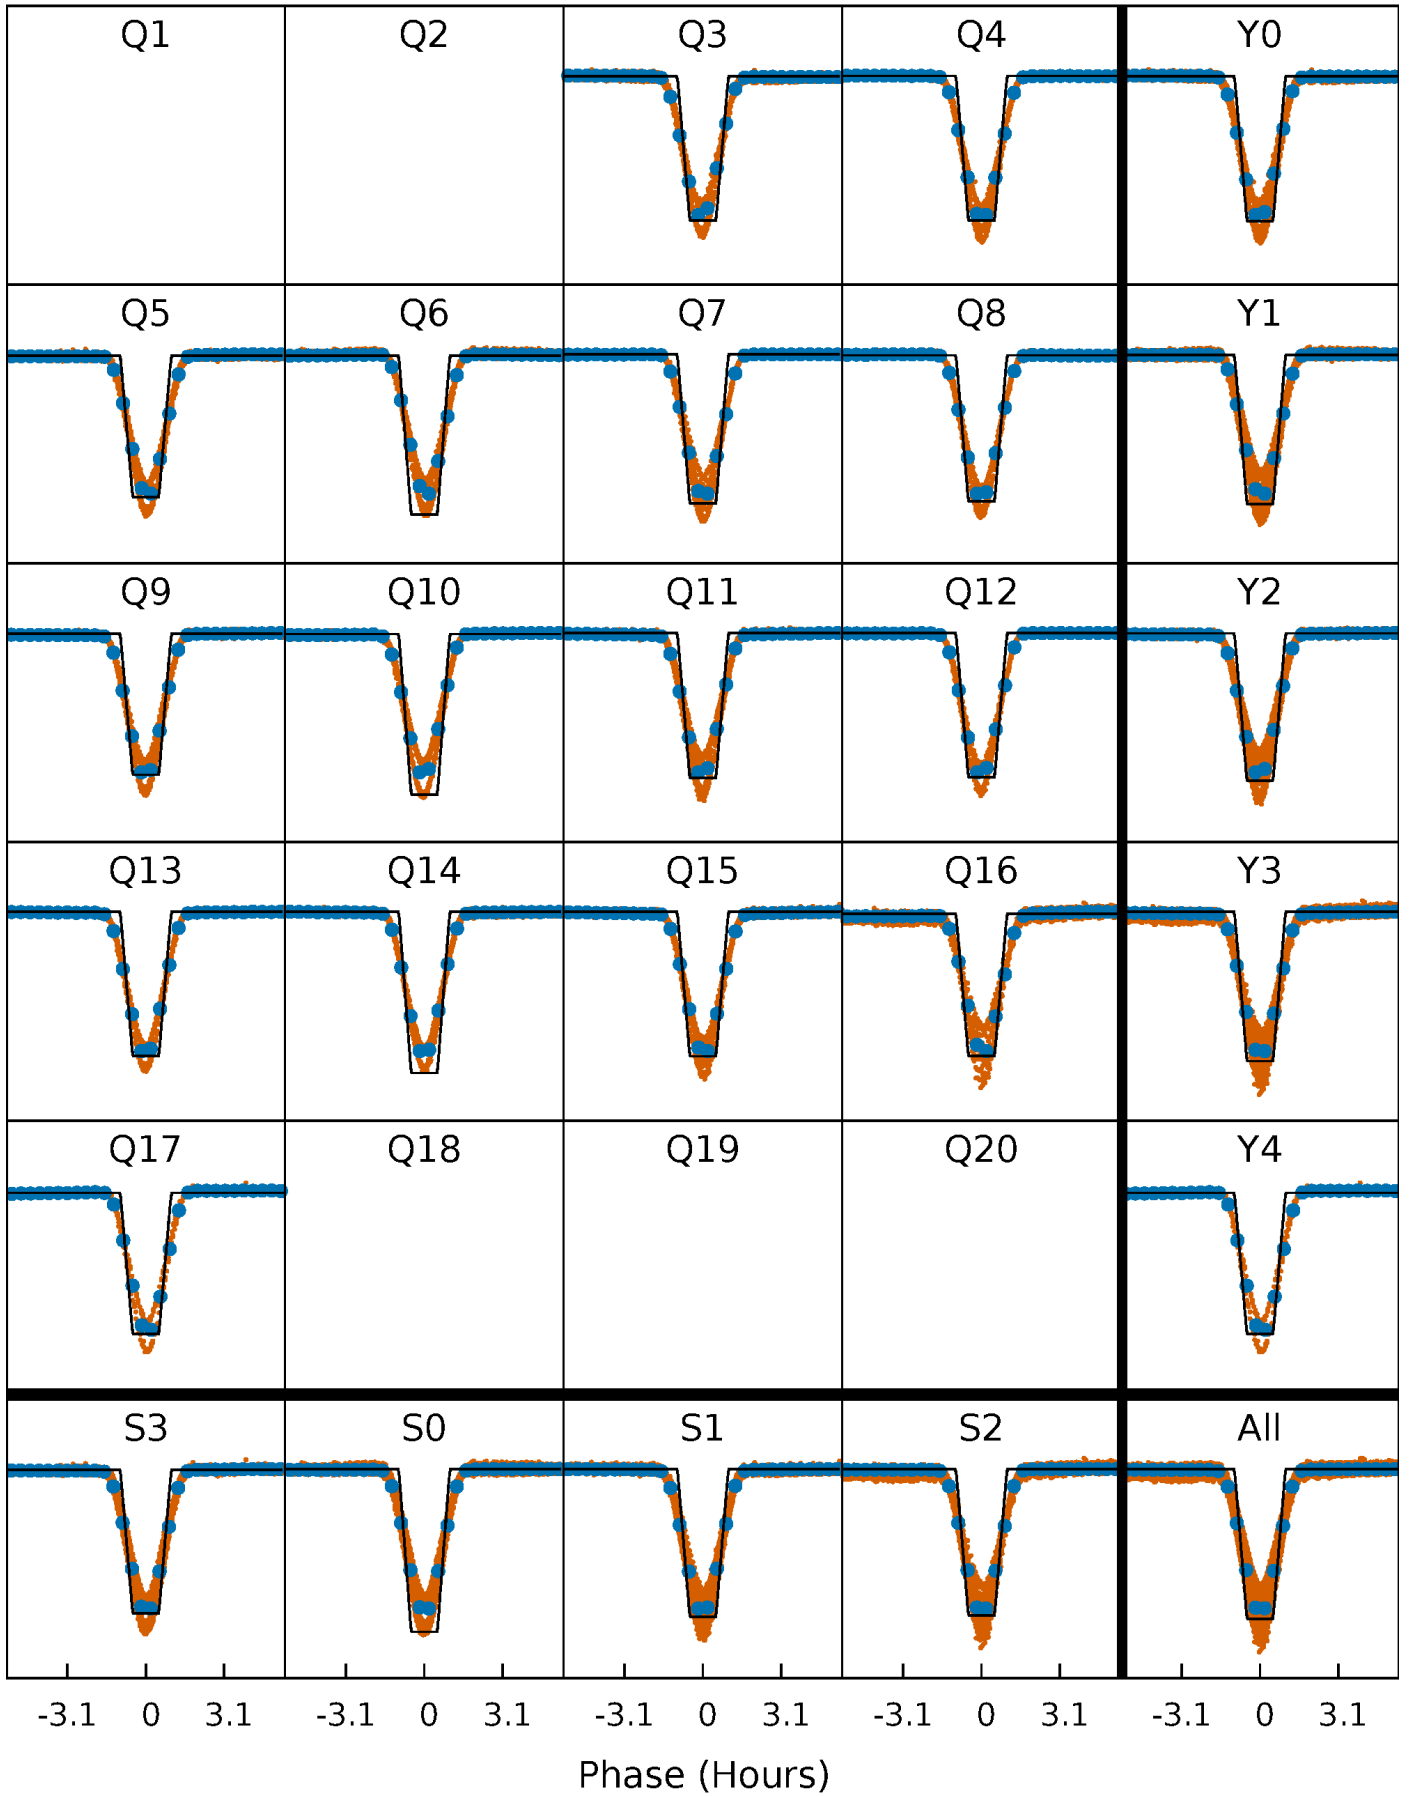 Q1 Q2 Q3 Q4 Y0
Q5 Q6 Q7 Q8 Y1
Q9 Q10 Q11 Q12 Y2
Q13 Q14 Q15 Q16 Y3
Q17 Q18 Q19 Q20 Y4
S3 S0 S1 S2 All
-3.1 0 3.1 -3.1 0 3.1 -3.1 0 3.1 -3.1 0 3.1 -3.1 0 3.1
Phase (Hours)